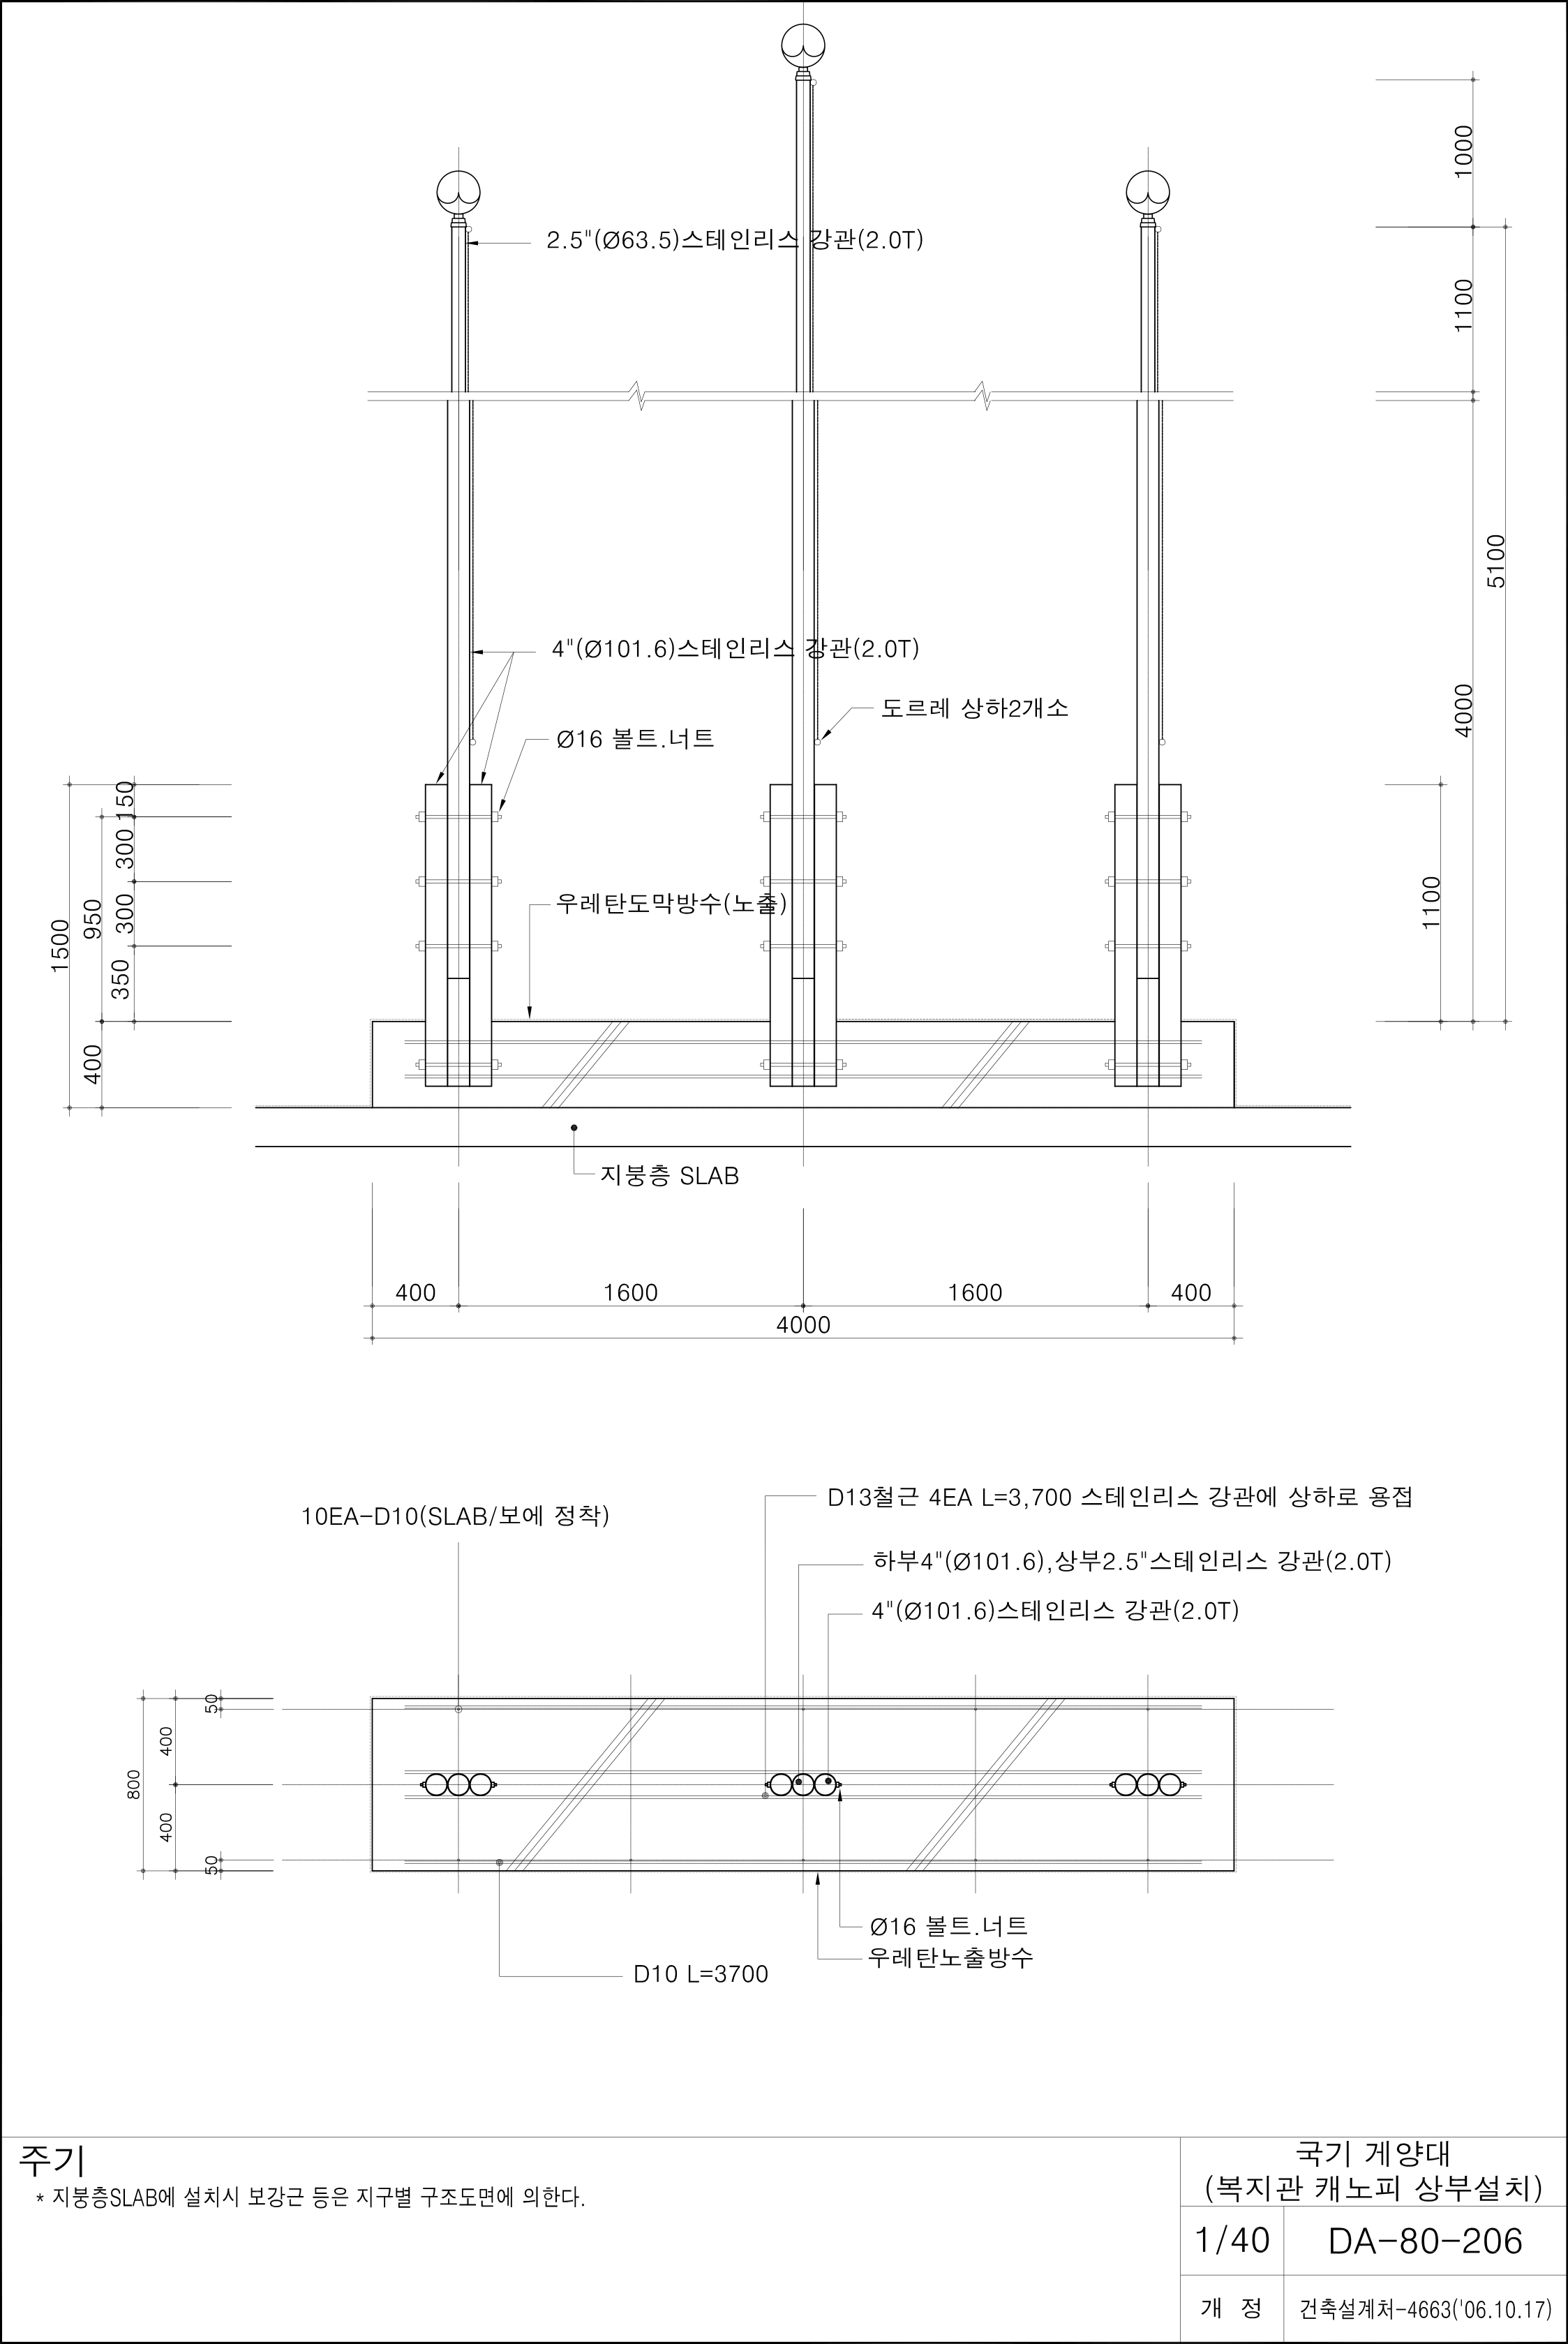 1000
2.5"(Ø63.5)스테인리스 강관(2.0T)
1100
5100
4"(Ø101.6)스테인리스 강관(2.0T)
4000
도르레 상하2개소
Ø16 볼트.너트
150
300
300
350
950
400
1500
우레탄도막방수(노출)
1100
지붕층 SLAB
400
1600
1600
400
4000
D13철근 4EA L=3,700 스테인리스 강관에 상하로 용접
10EA-D10(SLAB/보에 정착)
하부4"(Ø101.6),상부2.5"스테인리스 강관(2.0T)
4"(Ø101.6)스테인리스 강관(2.0T)
50
400
800
400
50
Ø16 볼트.너트
우레탄노출방수
D10 L=3700
주기
* 지붕층SLAB에 설치시 보강근 등은 지구별 구조도면에 의한다.
국기 게양대
(복지관 캐노피 상부설치)
1/40
DA-80-206
개 정
건축설계처-4663('06.10.17)